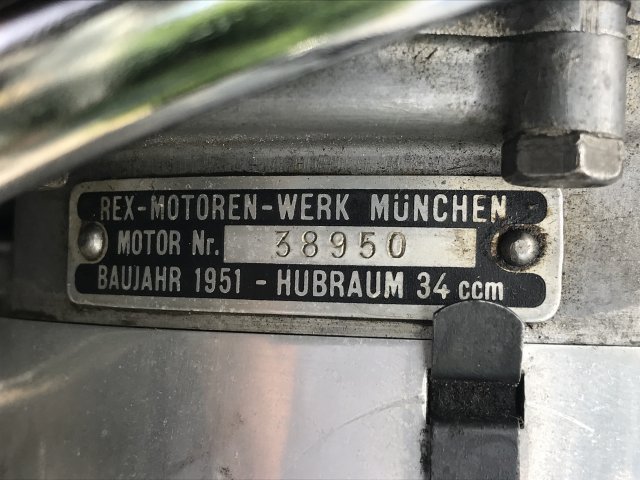 REX-MOTOREN-WERK MÜNCHEN
MOTOR Nr. 38950
BAUJAHR 1951 - HUBRAUM 34 ccm